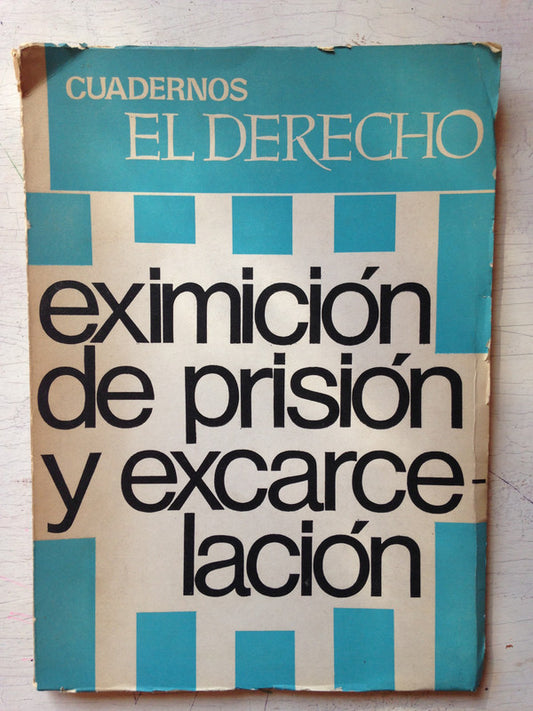 CUADERNOS
EL DERECHO
eximición
de prisión
y excarce-
lación